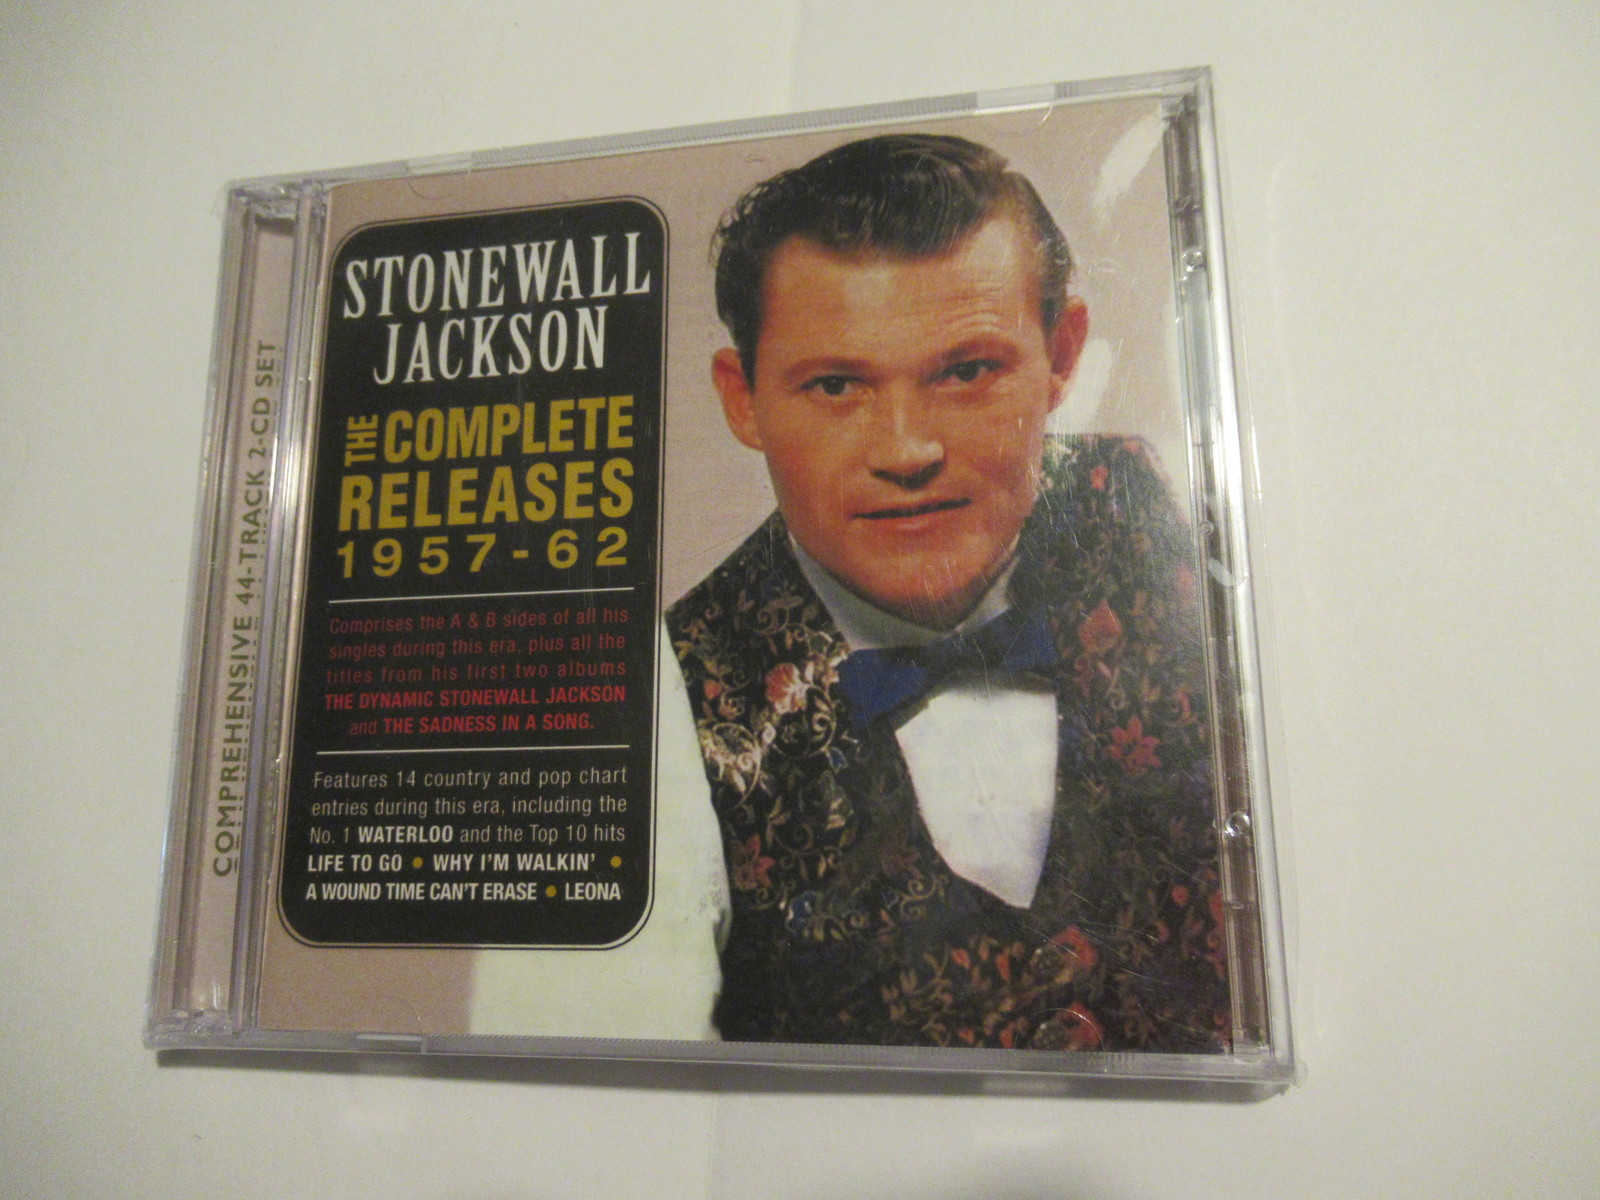 COMPREHENSIVE 44-TRACK 2-CD SET
STONEWALL
JACKSON
THE COMPLETE
RELEASES
1957-62
Comprises the A & B sides of all his
singles during this era, plus all the
titles from his first two albums
THE DYNAMIC STONEWALL JACKSON
and THE SADNESS IN A SONG.
Features 14 country and pop chart
entries during this era, including the
No. 1 WATERLOO and the Top 10 hits
LIFE TO GO • WHY I'M WALKIN' •
A WOUND TIME CAN'T ERASE • LEONA